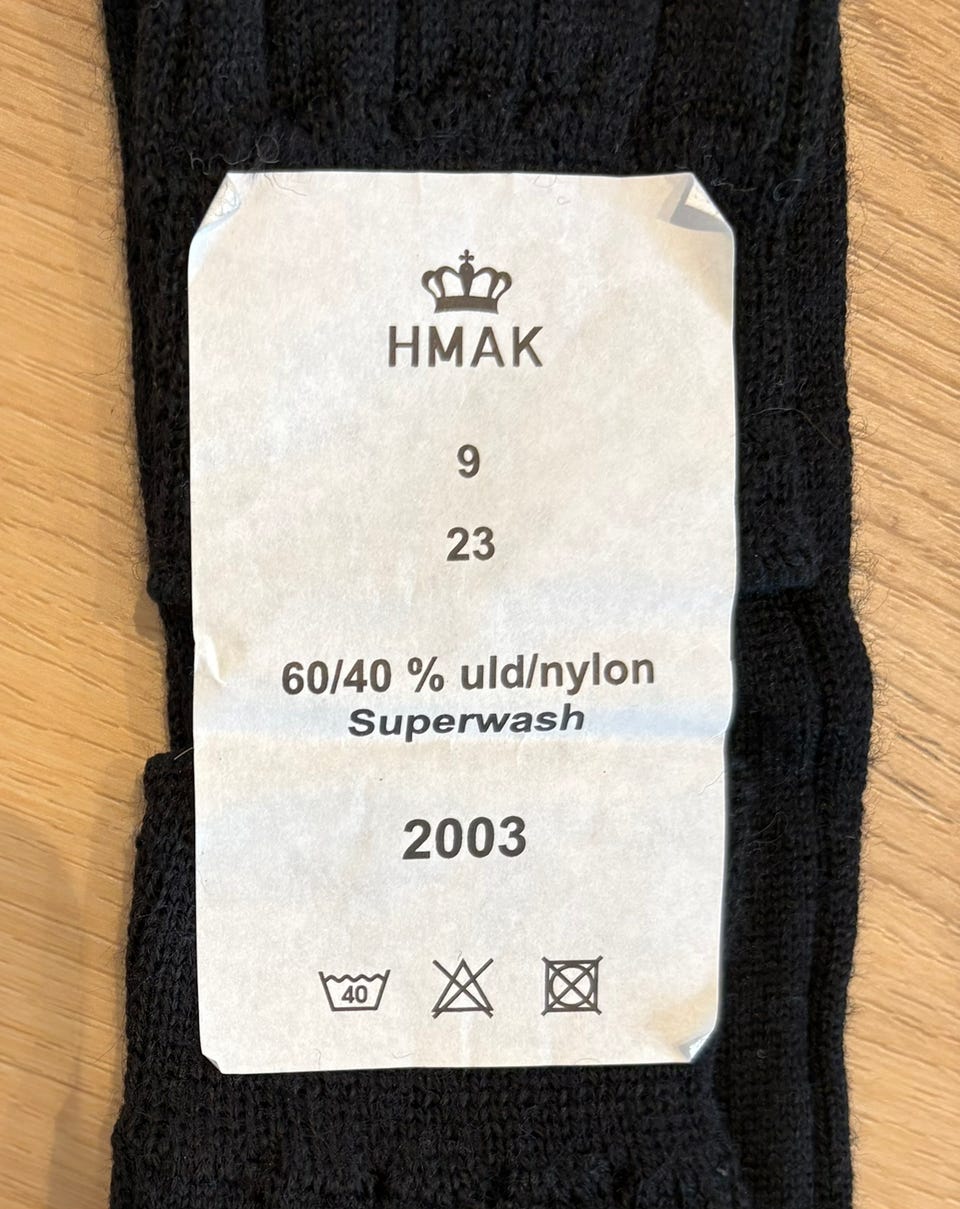 HMAK
9
23
60/40 % uld/nylon
Superwash
2003
40